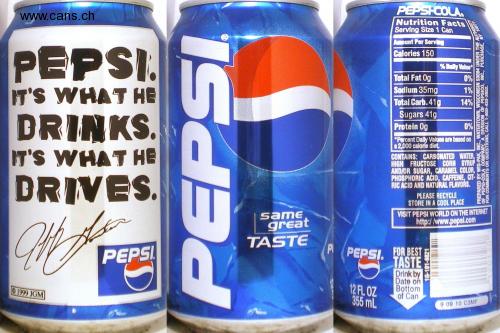 www.cans.ch
PEPSI.
IT'S WHAT HE
DRINKS.
IT'S WHAT HE
DRIVES.
PEPSI
© 1999 JGM
PEPSI
same
great
TASTE
PEPSI-COLA.
Nutrition Facts
Serving Size 1 Can
Amount Per Serving
Calories 150
% Daily Value*
Total Fat 0g 0%
Sodium 35mg 1%
Total Carb. 41g 14%
Sugars 41g
Protein 0g 0%
*Percent Daily Values are based on
a 2,000 calorie diet.
CONTAINS: CARBONATED WATER,
HIGH FRUCTOSE CORN SYRUP
AND/OR SUGAR, CARAMEL COLOR,
PHOSPHORIC ACID, CAFFEINE, CIT-
RIC ACID AND NATURAL FLAVORS.
PLEASE RECYCLE
STORE IN A COOL PLACE
VISIT PEPSI WORLD ON THE INTERNET
http://www.pepsi.com
PEPSI
12 FL OZ
355 mL
FOR BEST
TASTE
Drink by
Date on
Bottom
of Can